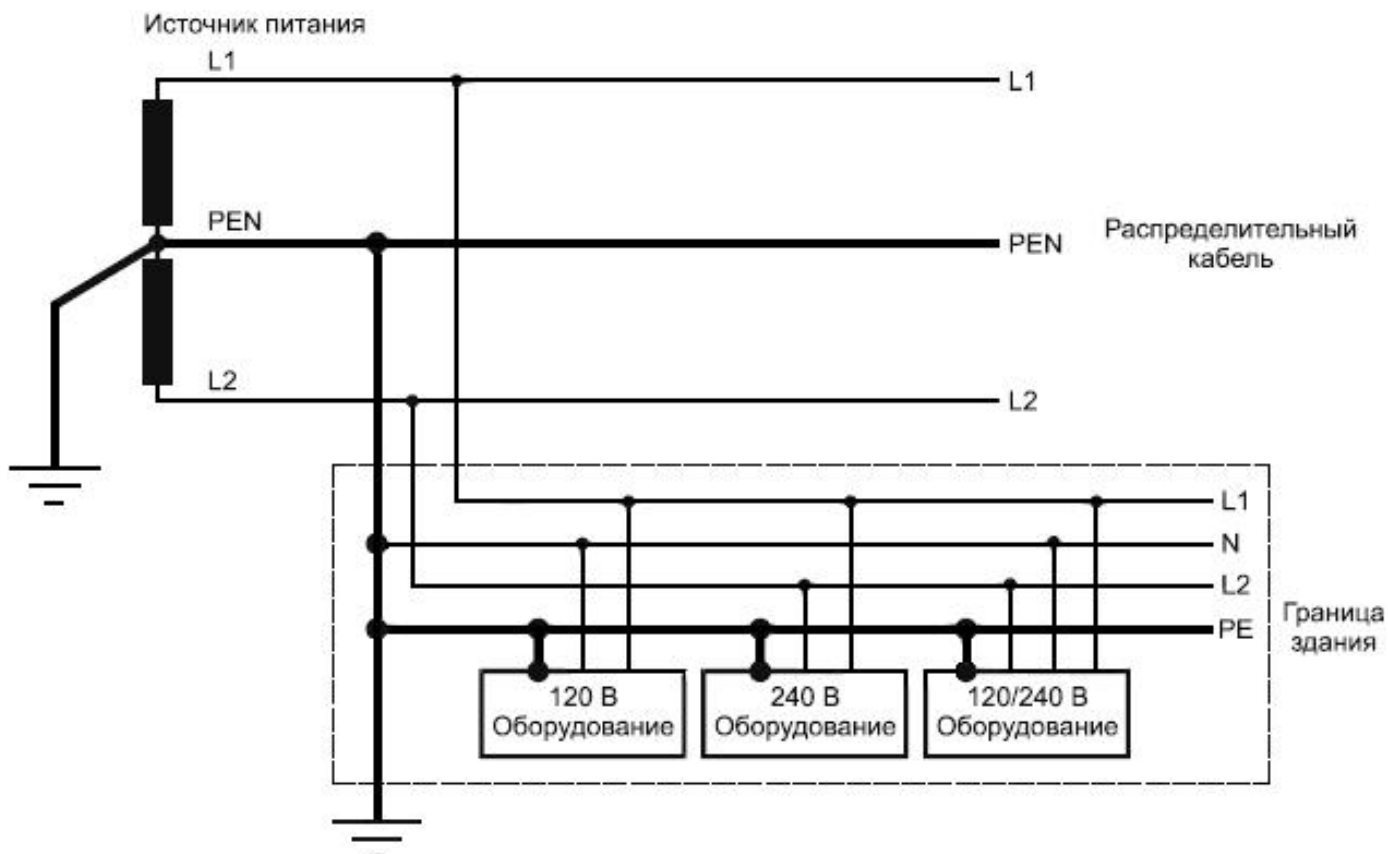 Источник питания
L1
L1
PEN
PEN
Распределительный
кабель
L2
L2
L1
N
L2
PE
Граница
здания
120 В
Оборудование
240 В
Оборудование
120/240 В
Оборудование